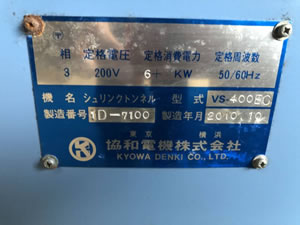 相 定格電圧 定格消費電力 定格周波数
3 200V 6+ KW 50/60Hz
機名 シュリンクトンネル 型式 VS-400EC
製造番号 1D-7100 製造年月 2010.10
東京 横浜
協和電機株式会社
KYOWA DENKI CO., LTD.